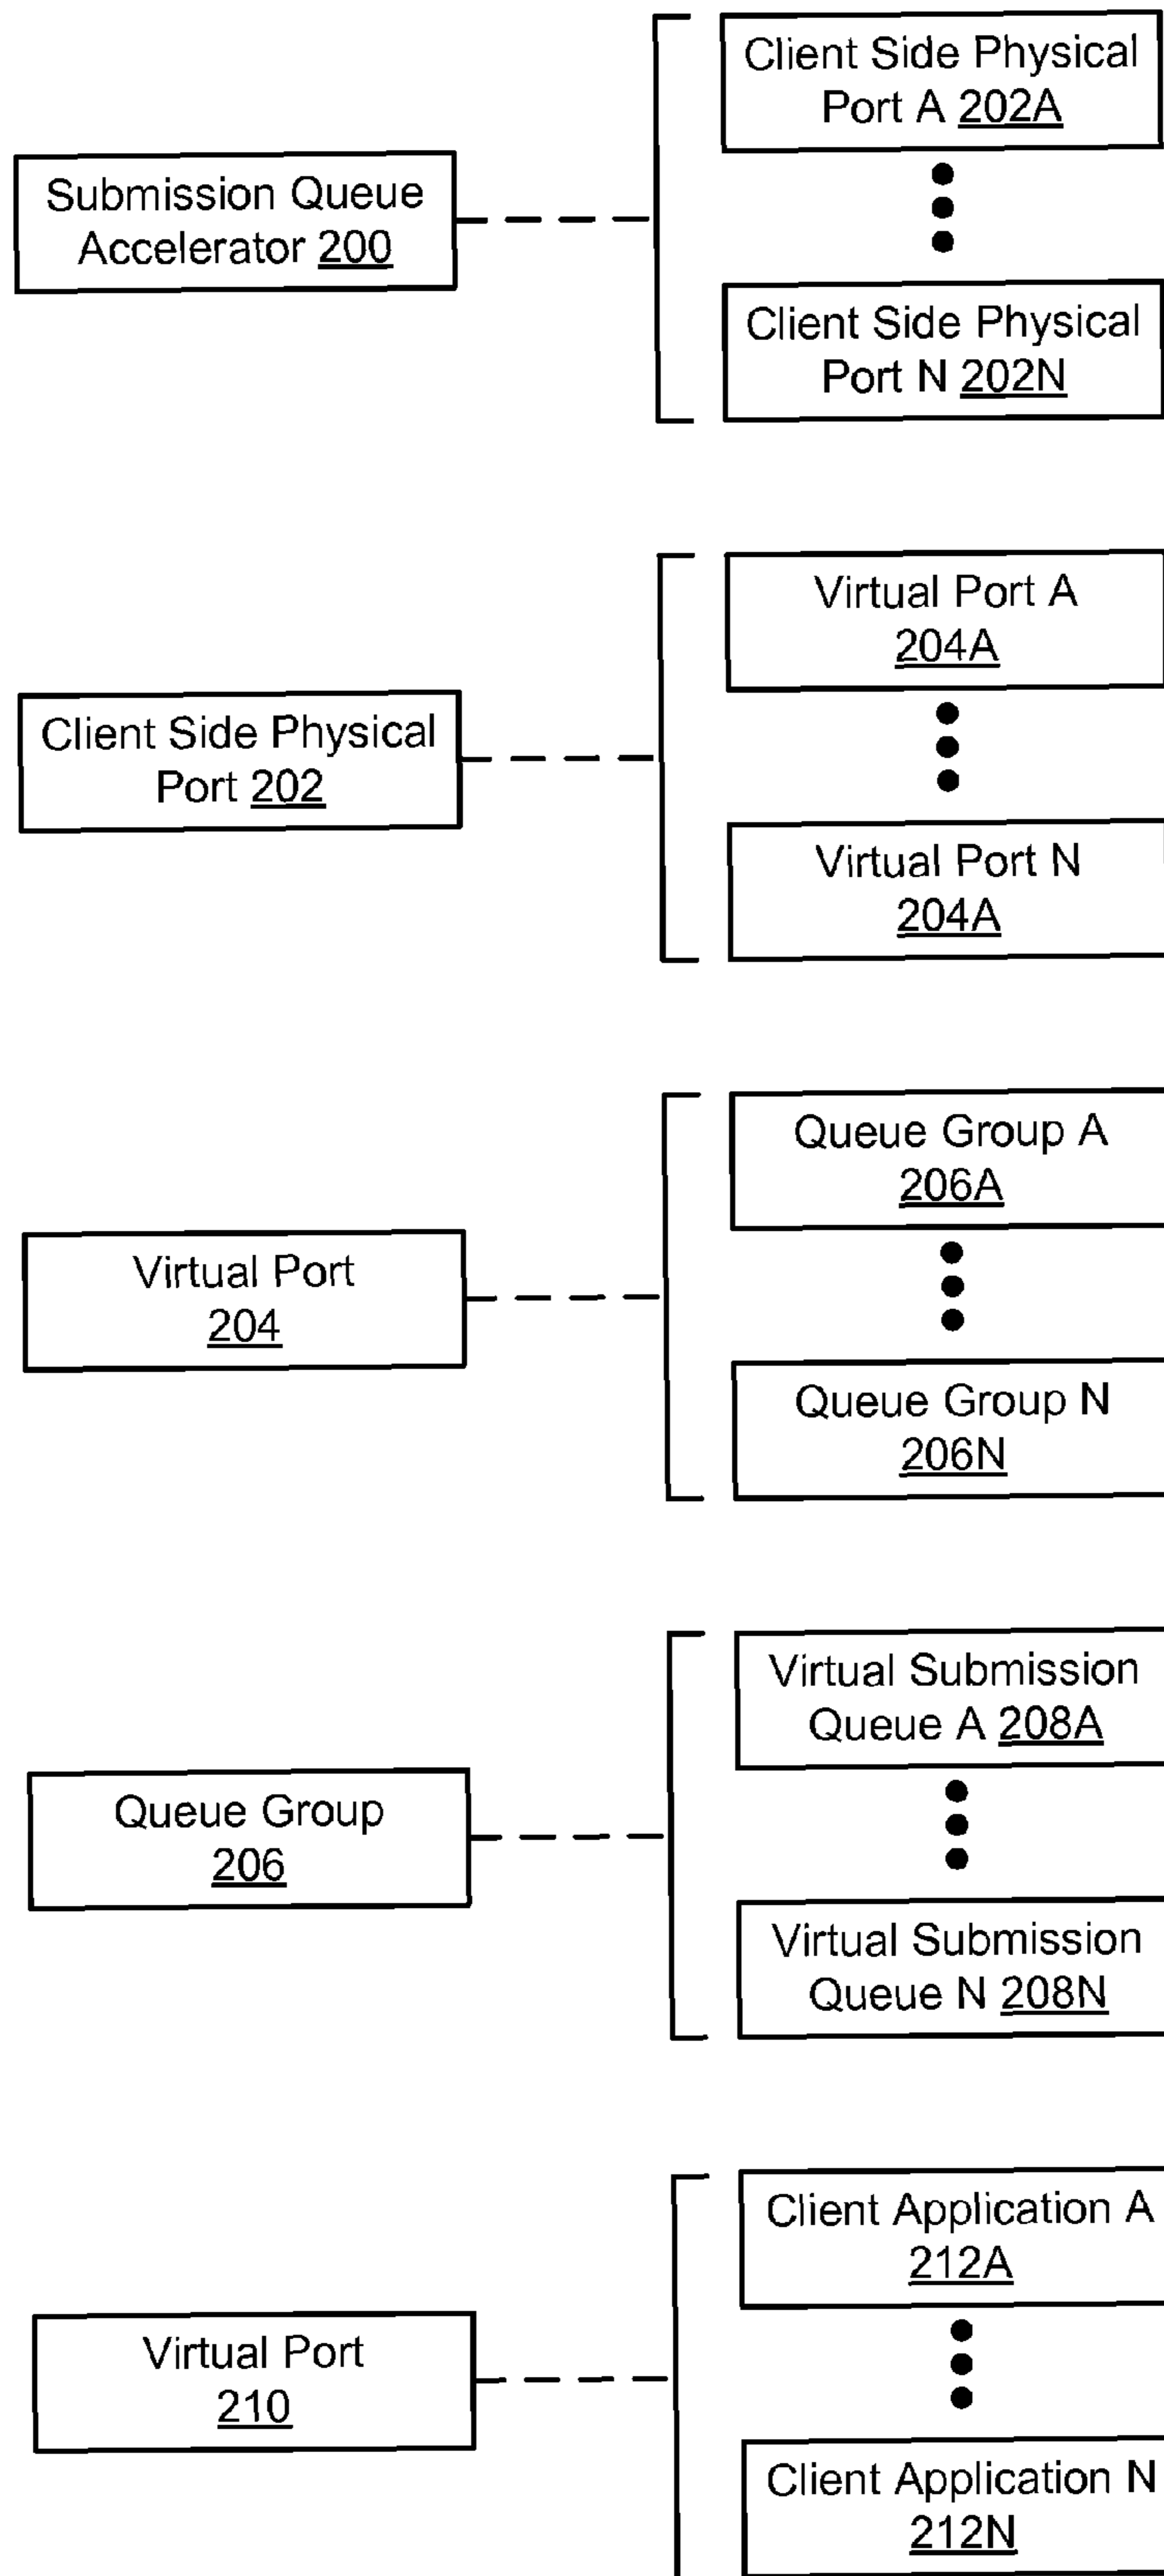 Client Side Physical
Port A 202A
Submission Queue
Accelerator 200
Client Side Physical
Port N 202N
Virtual Port A
204A
Client Side Physical
Port 202
Virtual Port N
204A
Queue Group A
206A
Virtual Port
204
Queue Group N
206N
Virtual Submission
Queue A 208A
Queue Group
206
Virtual Submission
Queue N 208N
Client Application A
212A
Virtual Port
210
Client Application N
212N